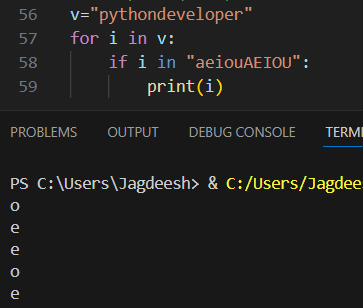 56 v="pythondeveloper"
57 for i in v:
58     if i in "aeiouAEIOU":
59         print(i)
PROBLEMS OUTPUT DEBUG CONSOLE TERM
PS C:\Users\Jagdeesh> & C:/Users/Jagdee
o
e
e
o
e